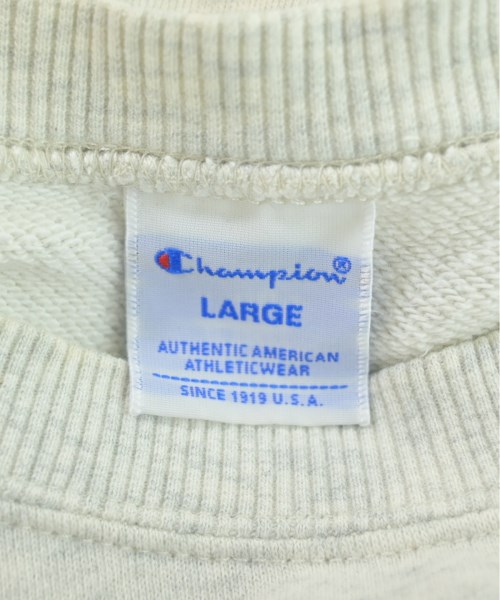 Champion®
LARGE
AUTHENTIC AMERICAN
ATHLETICWEAR
SINCE 1919 U.S.A.